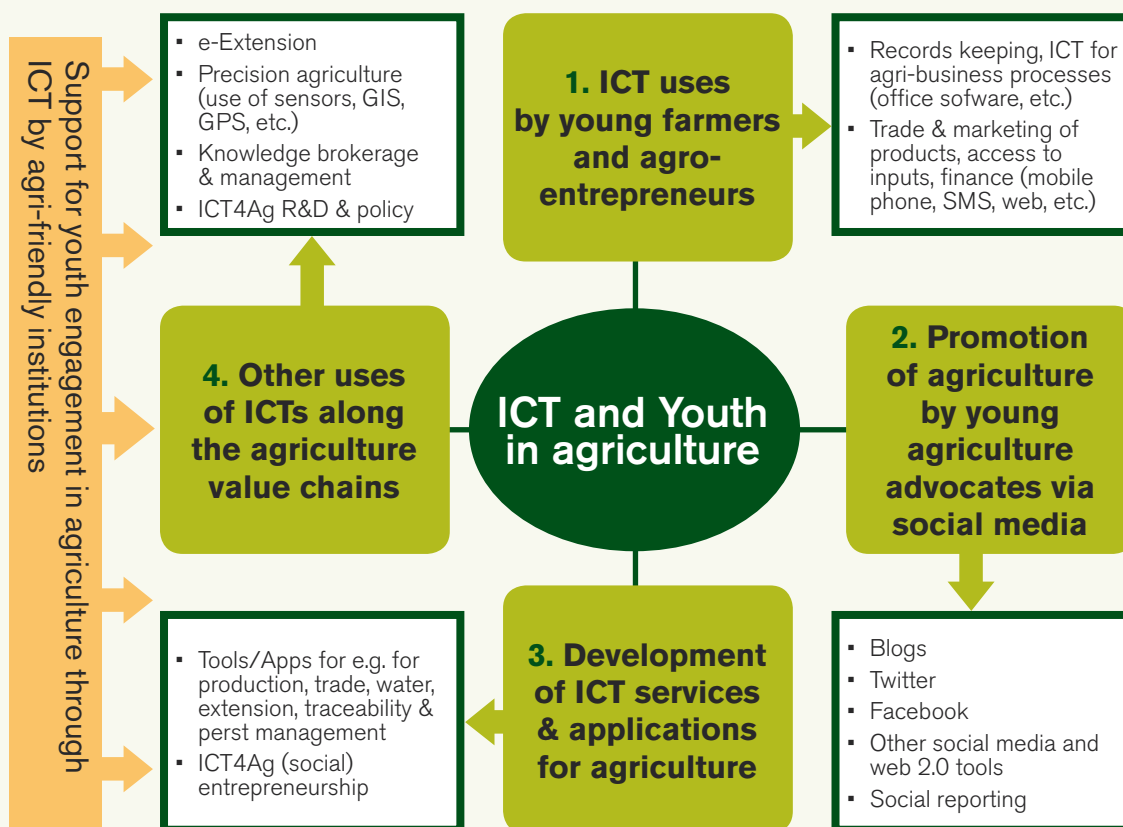 Support for youth engagement in agriculture through
ICT by agri-friendly institutions
▪ e-Extension
▪ Precision agriculture
(use of sensors, GIS,
GPS, etc.)
▪ Knowledge brokerage
& management
▪ ICT4Ag R&D & policy
1. ICT uses
by young farmers
and agro-
entrepreneurs
▪ Records keeping, ICT for
agri-business processes
(office sofware, etc.)
▪ Trade & marketing of
products, access to
inputs, finance (mobile
phone, SMS, web, etc.)
4. Other uses
of ICTs along
the agriculture
value chains
ICT and Youth
in agriculture
2. Promotion
of agriculture
by young
agriculture
advocates via
social media
▪ Tools/Apps for e.g. for
production, trade, water,
extension, traceability &
perst management
▪ ICT4Ag (social)
entrepreneurship
3. Development
of ICT services
& applications
for agriculture
▪ Blogs
▪ Twitter
▪ Facebook
▪ Other social media and
web 2.0 tools
▪ Social reporting